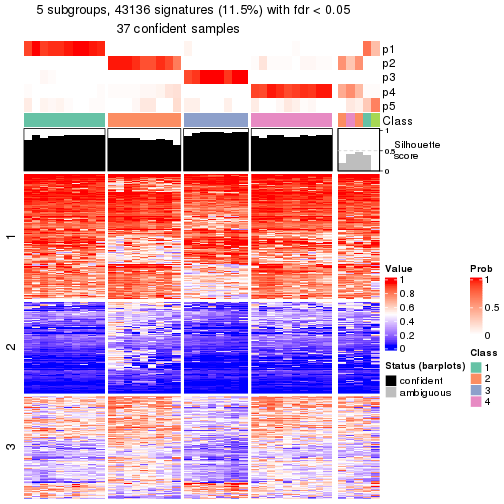 5 subgroups, 43136 signatures (11.5%) with fdr < 0.05
37 confident samples
p1
p2
p3
p4
p5
Class
1
0.5
0
Silhouette
score
1
2
3
Value
1
0.8
0.6
0.4
0.2
0
Prob
1
0.5
0
Status (barplots)
confident
ambiguous
Class
1
2
3
4